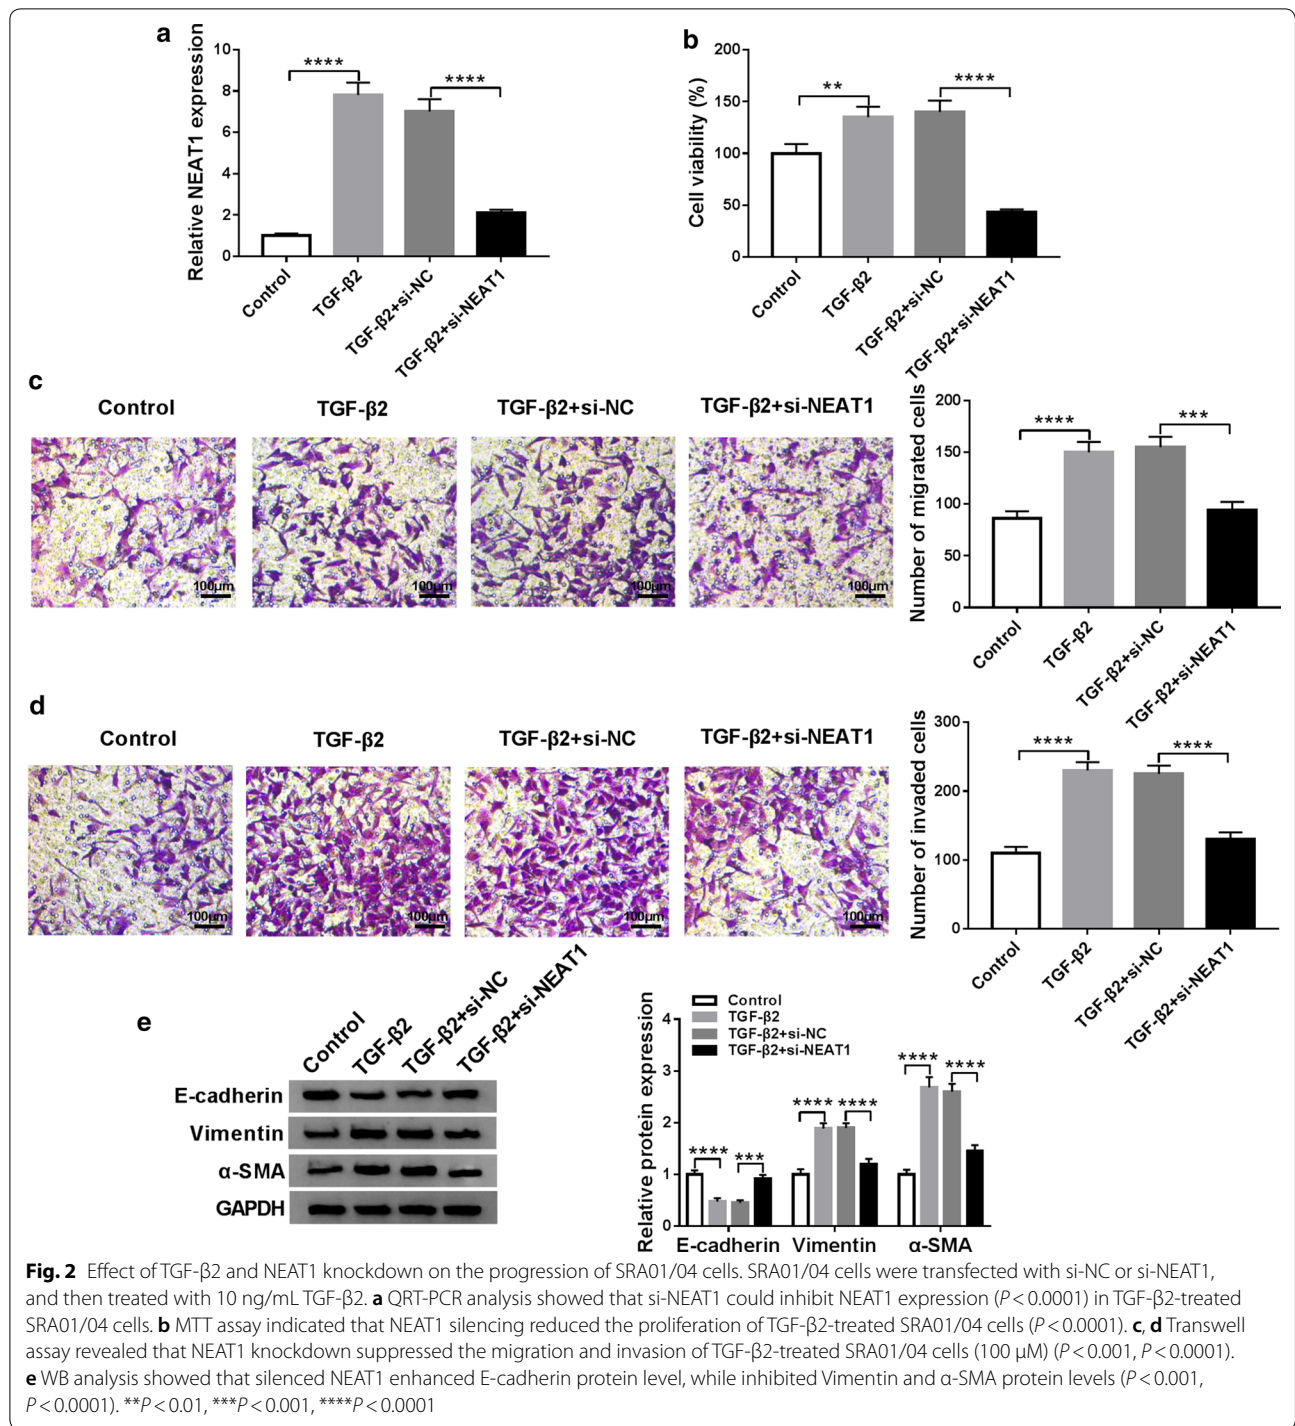 a
Relative NEAT1 expression
10
8
6
4
2
0
****
****
Control
TGF-β2
TGF-β2+si-NC
TGF-β2+si-NEAT1
b
Cell viability (%)
200
150
100
50
0
**
****
Control
TGF-β2
TGF-β2+si-NC
TGF-β2+si-NEAT1
c
Control
TGF-β2
TGF-β2+si-NC
TGF-β2+si-NEAT1
100μm
100μm
100μm
100μm
Number of migrated cells
200
150
100
50
0
****
***
Control
TGF-β2
TGF-β2+si-NC
TGF-β2+si-NEAT1
d
Control
TGF-β2
TGF-β2+si-NC
TGF-β2+si-NEAT1
100μm
100μm
100μm
100μm
Number of invaded cells
300
200
100
0
****
****
Control
TGF-β2
TGF-β2+si-NC
TGF-β2+si-NEAT1
e
Control
TGF-β2
TGF-β2+si-NC
TGF-β2+si-NEAT1
E-cadherin
Vimentin
α-SMA
GAPDH
Relative protein expression
4
3
2
1
0
Control
TGF-β2
TGF-β2+si-NC
TGF-β2+si-NEAT1
****
***
****
****
****
****
E-cadherin
Vimentin
α-SMA
Fig. 2 Effect of TGF-β2 and NEAT1 knockdown on the progression of SRA01/04 cells. SRA01/04 cells were transfected with si-NC or si-NEAT1,
and then treated with 10 ng/mL TGF-β2. a QRT-PCR analysis showed that si-NEAT1 could inhibit NEAT1 expression (P < 0.0001) in TGF-β2-treated
SRA01/04 cells. b MTT assay indicated that NEAT1 silencing reduced the proliferation of TGF-β2-treated SRA01/04 cells (P < 0.0001). c, d Transwell
assay revealed that NEAT1 knockdown suppressed the migration and invasion of TGF-β2-treated SRA01/04 cells (100 μM) (P < 0.001, P < 0.0001).
e WB analysis showed that silenced NEAT1 enhanced E-cadherin protein level, while inhibited Vimentin and α-SMA protein levels (P < 0.001,
P < 0.0001). **P < 0.01, ***P < 0.001, ****P < 0.0001